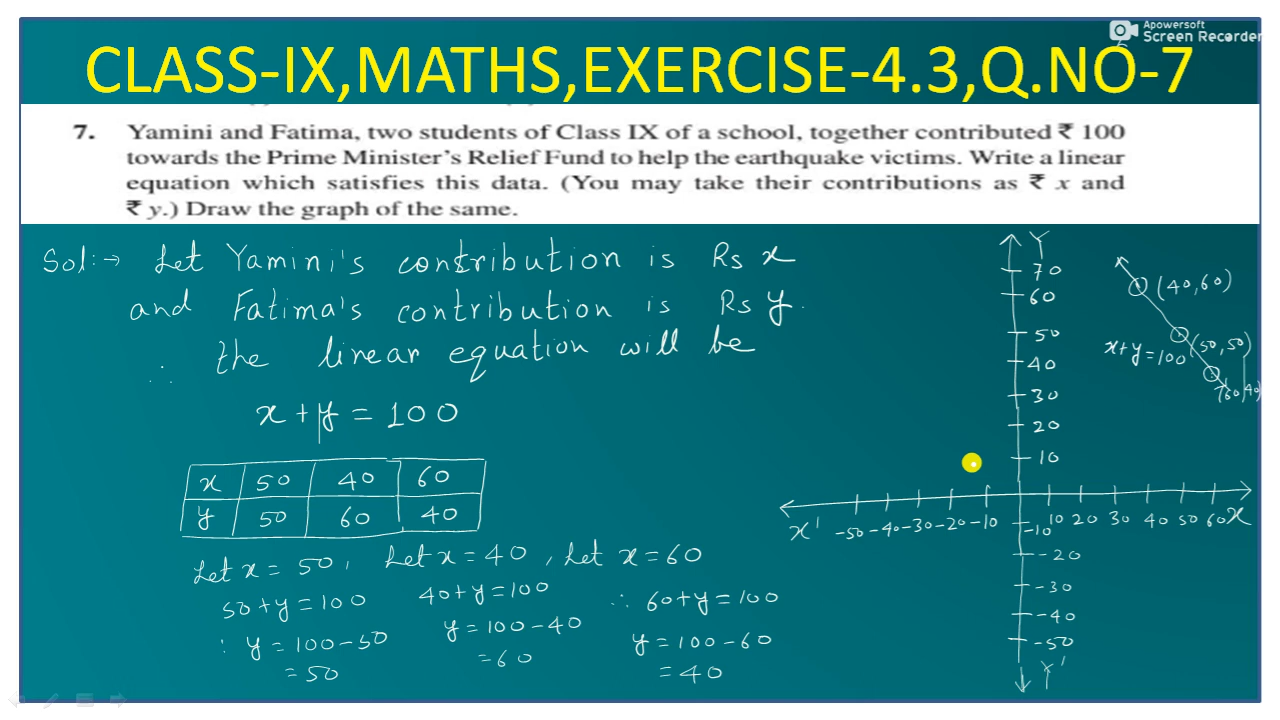 Apowersoft
Screen Recorder
CLASS-IX,MATHS,EXERCISE-4.3,Q.NO-7
7. Yamini and Fatima, two students of Class IX of a school, together contributed ₹ 100
towards the Prime Minister's Relief Fund to help the earthquake victims. Write a linear
equation which satisfies this data. (You may take their contributions as ₹ x and
₹ y.) Draw the graph of the same.
Sol:→ Let Yamini's contribution is Rs x
and Fatima's contribution is Rs y.
∴ the linear equation will be
x + y = 100
x 50 40 60
y 50 60 40
Let x = 50, Let x = 40, Let x = 60
50 + y = 100 40 + y = 100 ∴ 60 + y = 100
∴ y = 100 - 50 y = 100 - 40 y = 100 - 60
= 50 = 60 = 40
Y
70
60
50
40
30
20
10
(40,60)
(50,50)
x+y=100
(60,40)
X' -50 -40 -30 -20 -10 10 20 30 40 50 60 X
-10
-20
-30
-40
-50
Y'